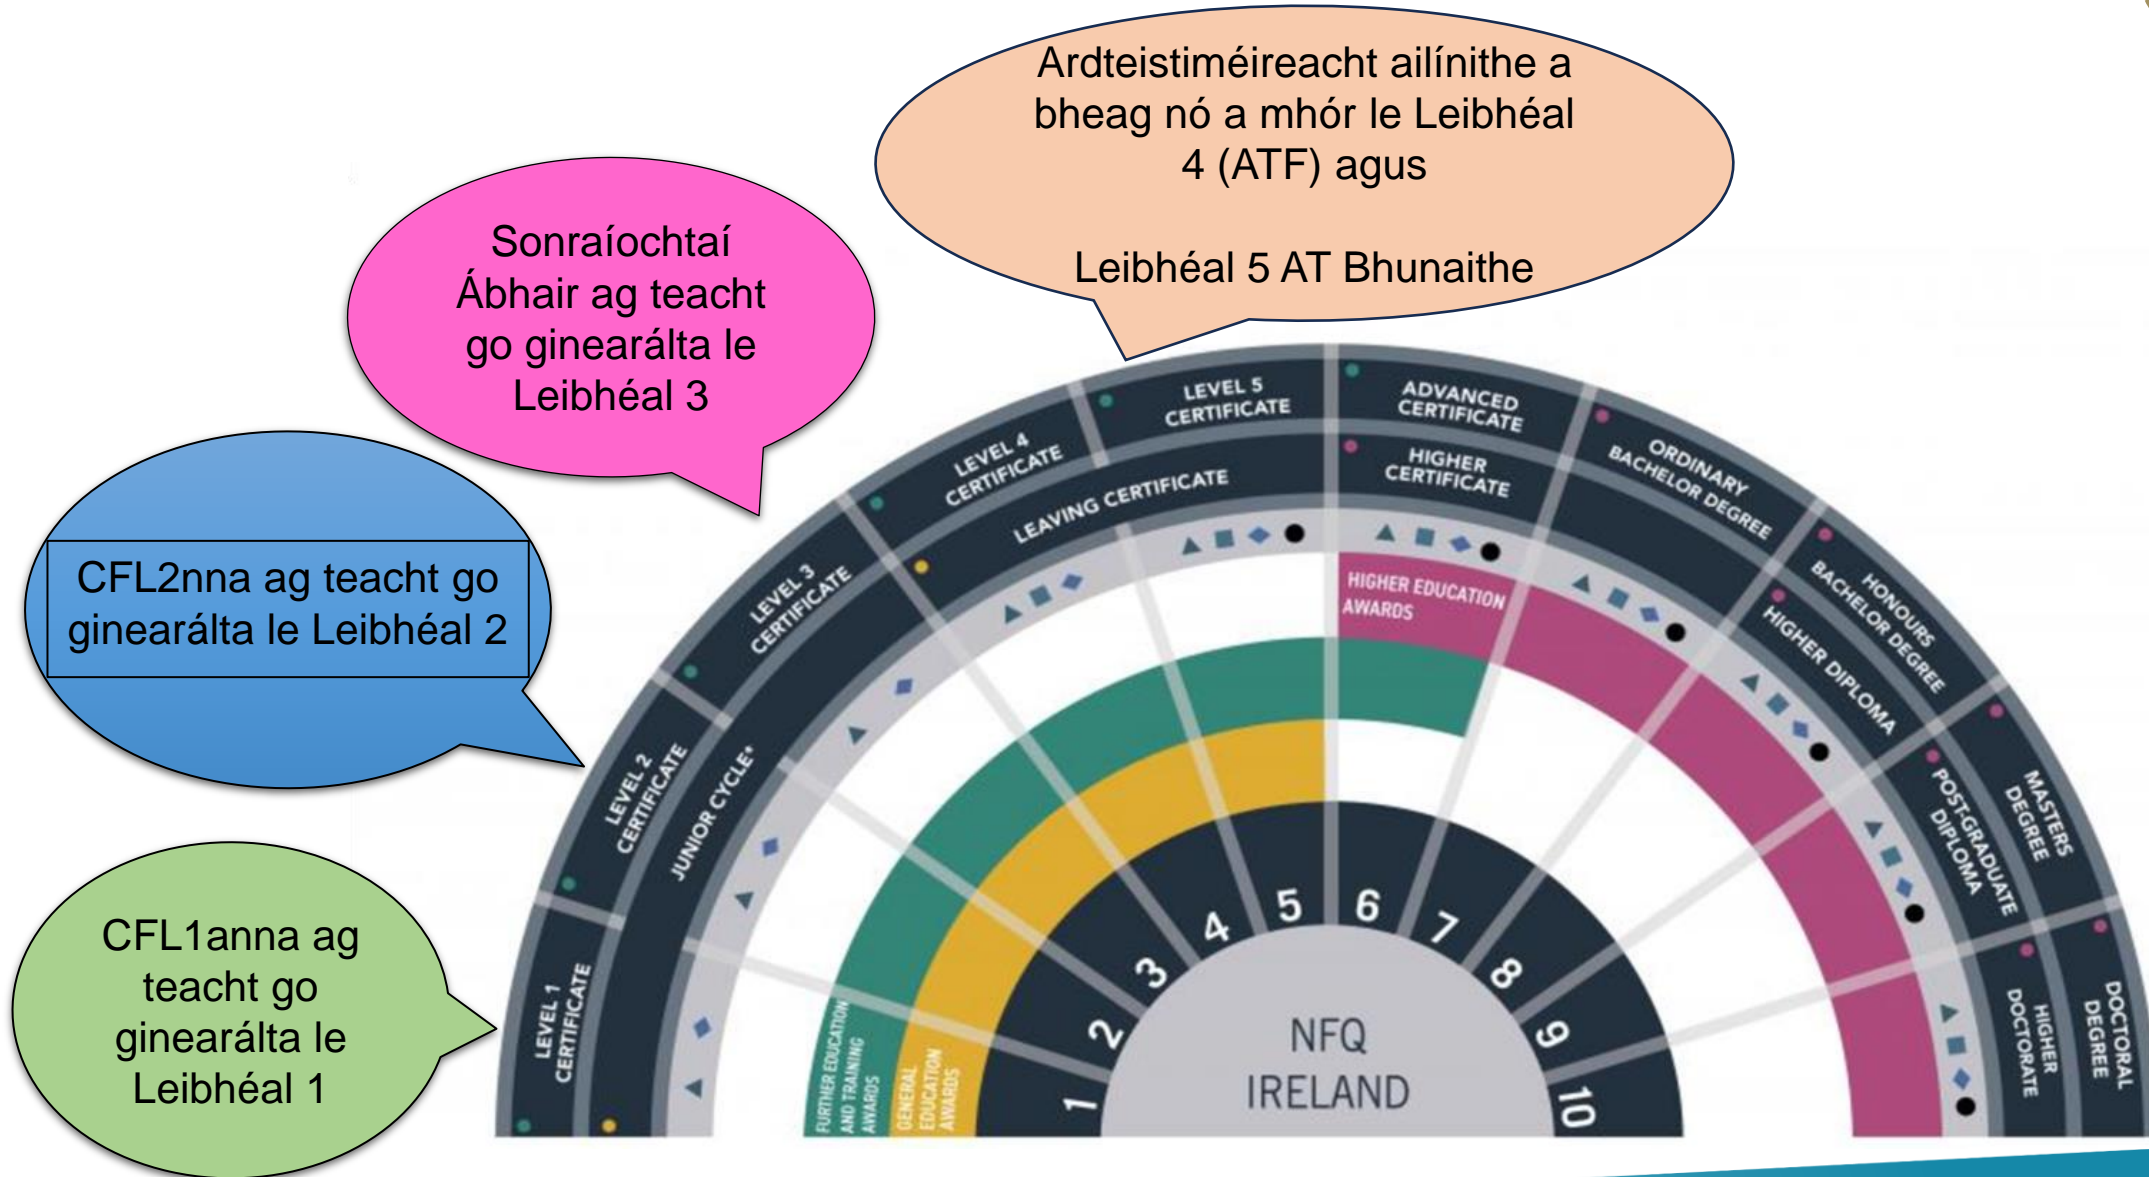 Ardteistiméireacht ailínithe a
bheag nó a mhór le Leibhéal
4 (ATF) agus
Leibhéal 5 AT Bhunaithe
Sonraíochtaí
Ábhair ag teacht
go ginearálta le
Leibhéal 3
CFL2nna ag teacht go
ginearálta le Leibhéal 2
CFL1anna ag
teacht go
ginearálta le
Leibhéal 1
LEVEL 1
CERTIFICATE
LEVEL 2
CERTIFICATE
LEVEL 3
CERTIFICATE
LEVEL 4
CERTIFICATE
LEVEL 5
CERTIFICATE
ADVANCED
CERTIFICATE
ORDINARY
BACHELOR DEGREE
HONOURS
BACHELOR DEGREE
MASTERS
DEGREE
DOCTORAL
DEGREE
JUNIOR CYCLE*
LEAVING CERTIFICATE
HIGHER
CERTIFICATE
HIGHER DIPLOMA
POST-GRADUATE
DIPLOMA
HIGHER
DOCTORATE
HIGHER EDUCATION
AWARDS
FURTHER EDUCATION
AND TRAINING
AWARDS
GENERAL
EDUCATION
AWARDS
1
2
3
4
5
6
7
8
9
10
NFQ
IRELAND